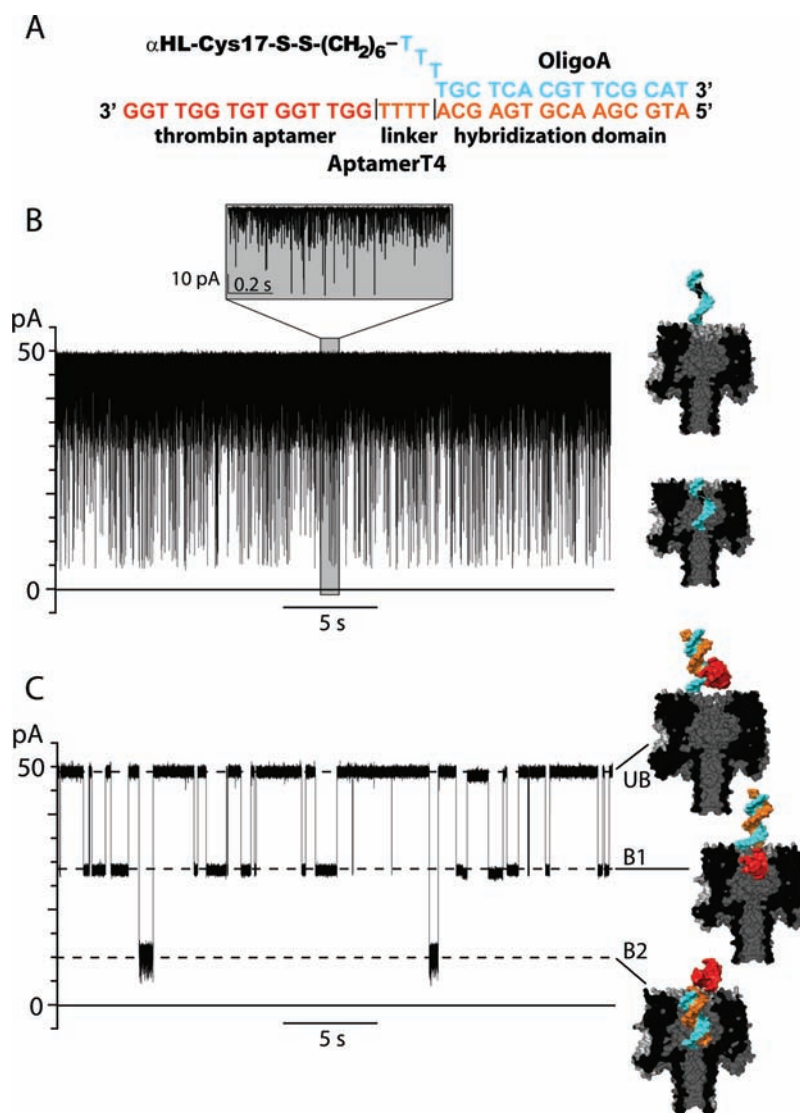 A
αHL-Cys17-S-S-(CH2)6–T
T
T
OligoA
TGC TCA CGT TCG CAT 3'
3' GGT TGG TGT GGT TGG|TTTT|ACG AGT GCA AGC GTA 5'
thrombin aptamer linker hybridization domain
AptamerT4
B
10 pA
0.2 s
pA
50
0
5 s
C
pA
50
UB
B1
B2
0
5 s